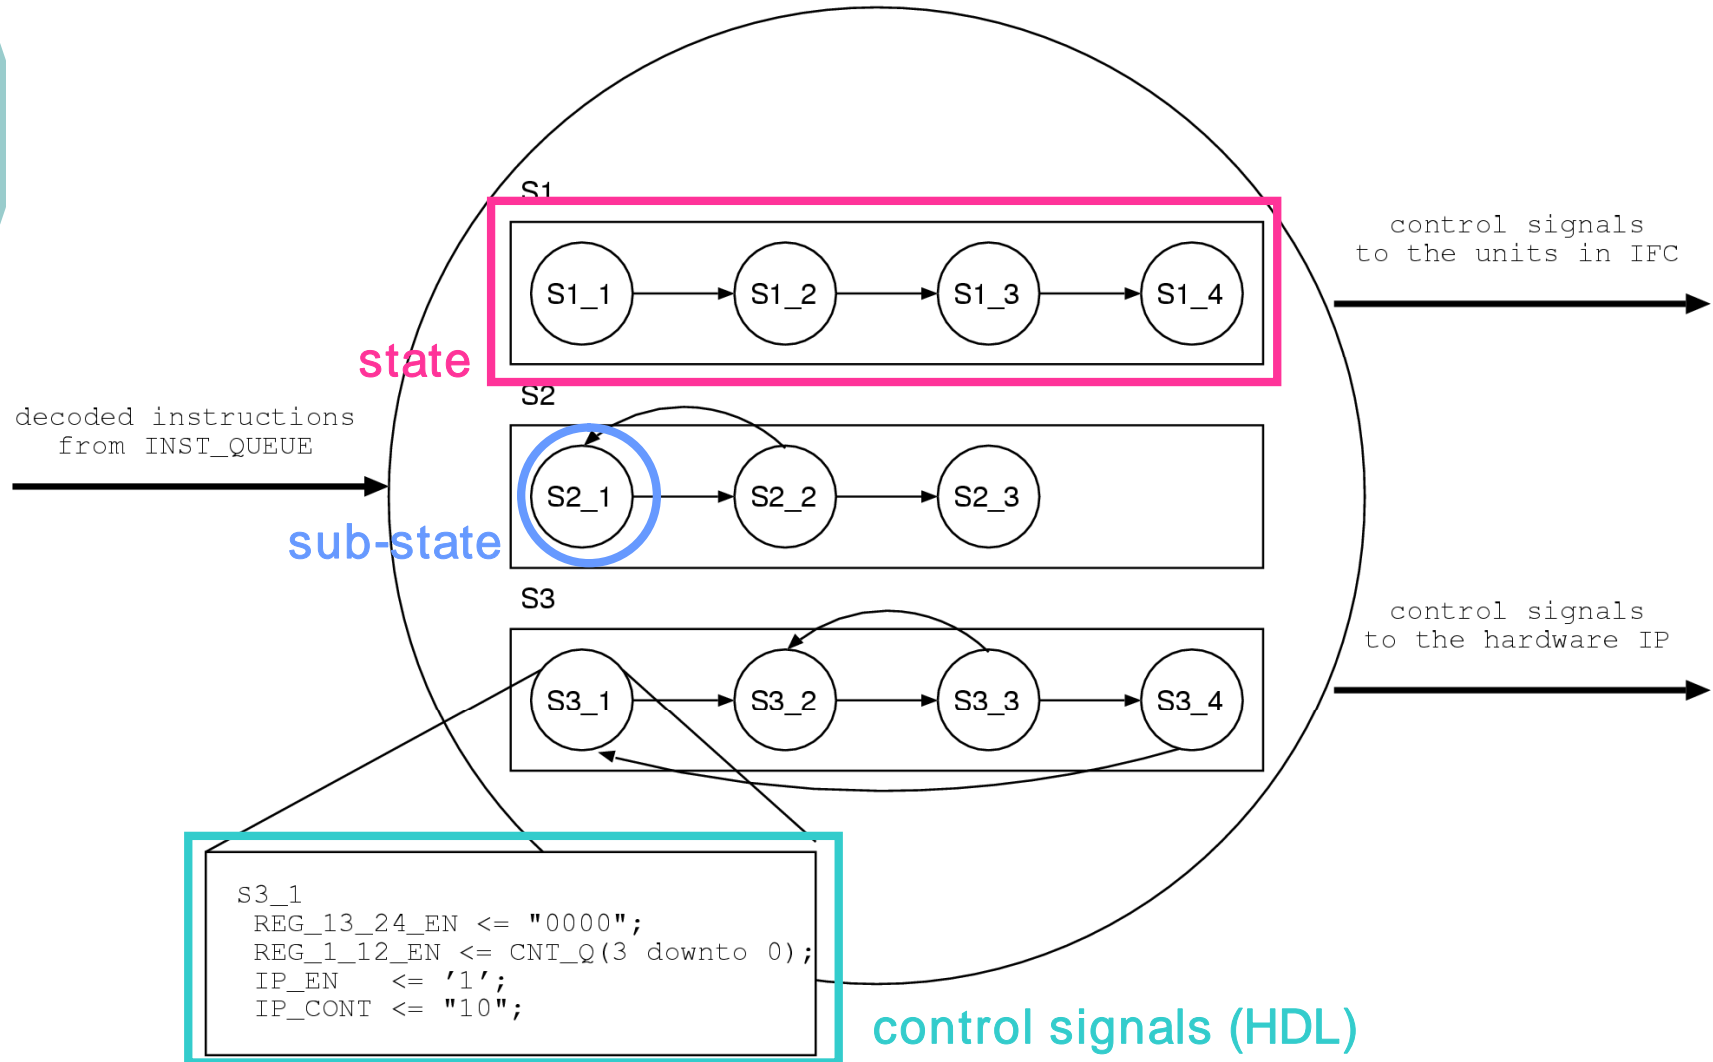 S1
S1_1
S1_2
S1_3
S1_4
control signals
to the units in IFC
state
S2
decoded instructions
from INST_QUEUE
S2_1
S2_2
S2_3
sub-state
S3
control signals
to the hardware IP
S3_1
S3_2
S3_3
S3_4
S3_1
REG_13_24_EN <= "0000";
REG_1_12_EN <= CNT_Q(3 downto 0);
IP_EN <= '1';
IP_CONT <= "10";
control signals (HDL)